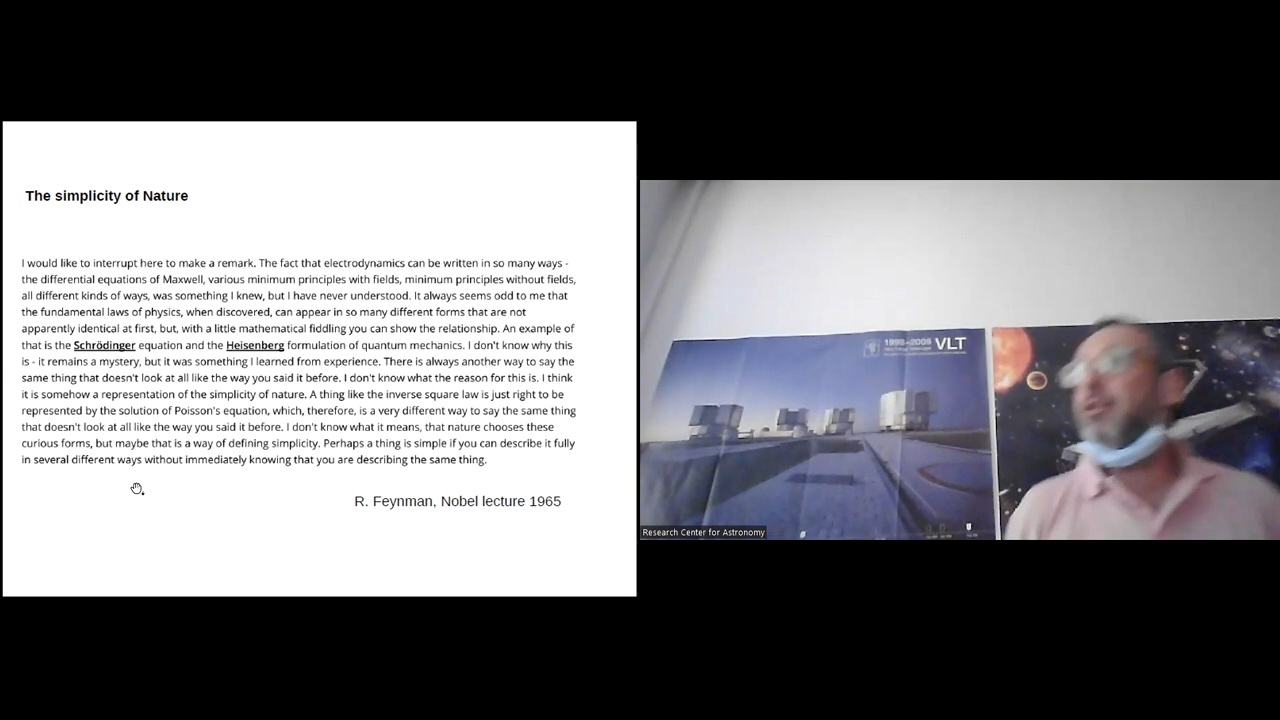 The simplicity of Nature
I would like to interrupt here to make a remark. The fact that electrodynamics can be written in so many ways -
the differential equations of Maxwell, various minimum principles with fields, minimum principles without fields,
all different kinds of ways, was something I knew, but I have never understood. It always seems odd to me that
the fundamental laws of physics, when discovered, can appear in so many different forms that are not
apparently identical at first, but, with a little mathematical fiddling you can show the relationship. An example of
that is the Schrödinger equation and the Heisenberg formulation of quantum mechanics. I don't know why this
is - it remains a mystery, but it was something I learned from experience. There is always another way to say the
same thing that doesn't look at all like the way you said it before. I don't know what the reason for this is. I think
it is somehow a representation of the simplicity of nature. A thing like the inverse square law is just right to be
represented by the solution of Poisson's equation, which, therefore, is a very different way to say the same thing
that doesn't look at all like the way you said it before. I don't know what it means, that nature chooses these
curious forms, but maybe that is a way of defining simplicity. Perhaps a thing is simple if you can describe it fully
in several different ways without immediately knowing that you are describing the same thing.
R. Feynman, Nobel lecture 1965
VLT
Research Center for Astronomy